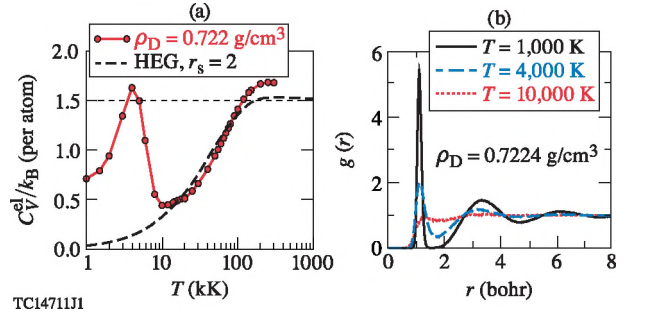 (a)
ρD = 0.722 g/cm³
HEG, rs = 2
2.0
1.5
1.0
0.5
0.0
C_V^el/kB (per atom)
1 10 100 1000
T (kK)
(b)
T = 1,000 K
T = 4,000 K
T = 10,000 K
ρD = 0.7224 g/cm³
6
4
2
0
g (r)
0 2 4 6 8
r (bohr)
TC14711J1